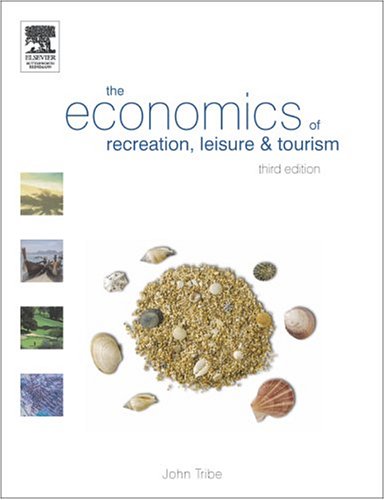 ELSEVIER
BUTTERWORTH
HEINEMANN
the
economics of
recreation, leisure & tourism
third edition
John Tribe